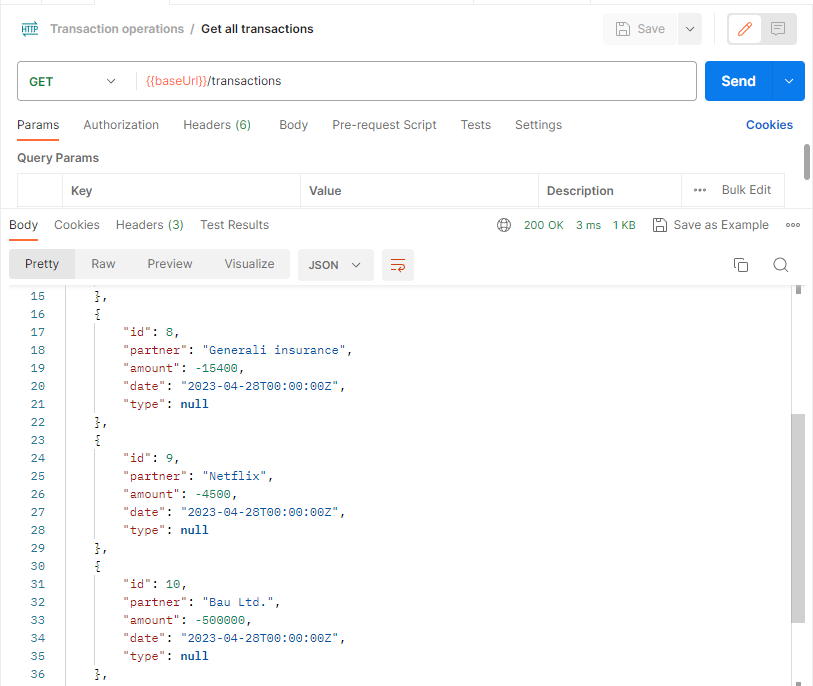 HTTP Transaction operations / Get all transactions Save
GET {{baseUrl}}/transactions Send
Params Authorization Headers (6) Body Pre-request Script Tests Settings Cookies
Query Params
Key Value Description ••• Bulk Edit
Body Cookies Headers (3) Test Results 200 OK 3 ms 1 KB Save as Example •••
Pretty Raw Preview Visualize JSON
15 },
16 {
17 "id": 8,
18 "partner": "Generali insurance",
19 "amount": -15400,
20 "date": "2023-04-28T00:00:00Z",
21 "type": null
22 },
23 {
24 "id": 9,
25 "partner": "Netflix",
26 "amount": -4500,
27 "date": "2023-04-28T00:00:00Z",
28 "type": null
29 },
30 {
31 "id": 10,
32 "partner": "Bau Ltd.",
33 "amount": -500000,
34 "date": "2023-04-28T00:00:00Z",
35 "type": null
36 },